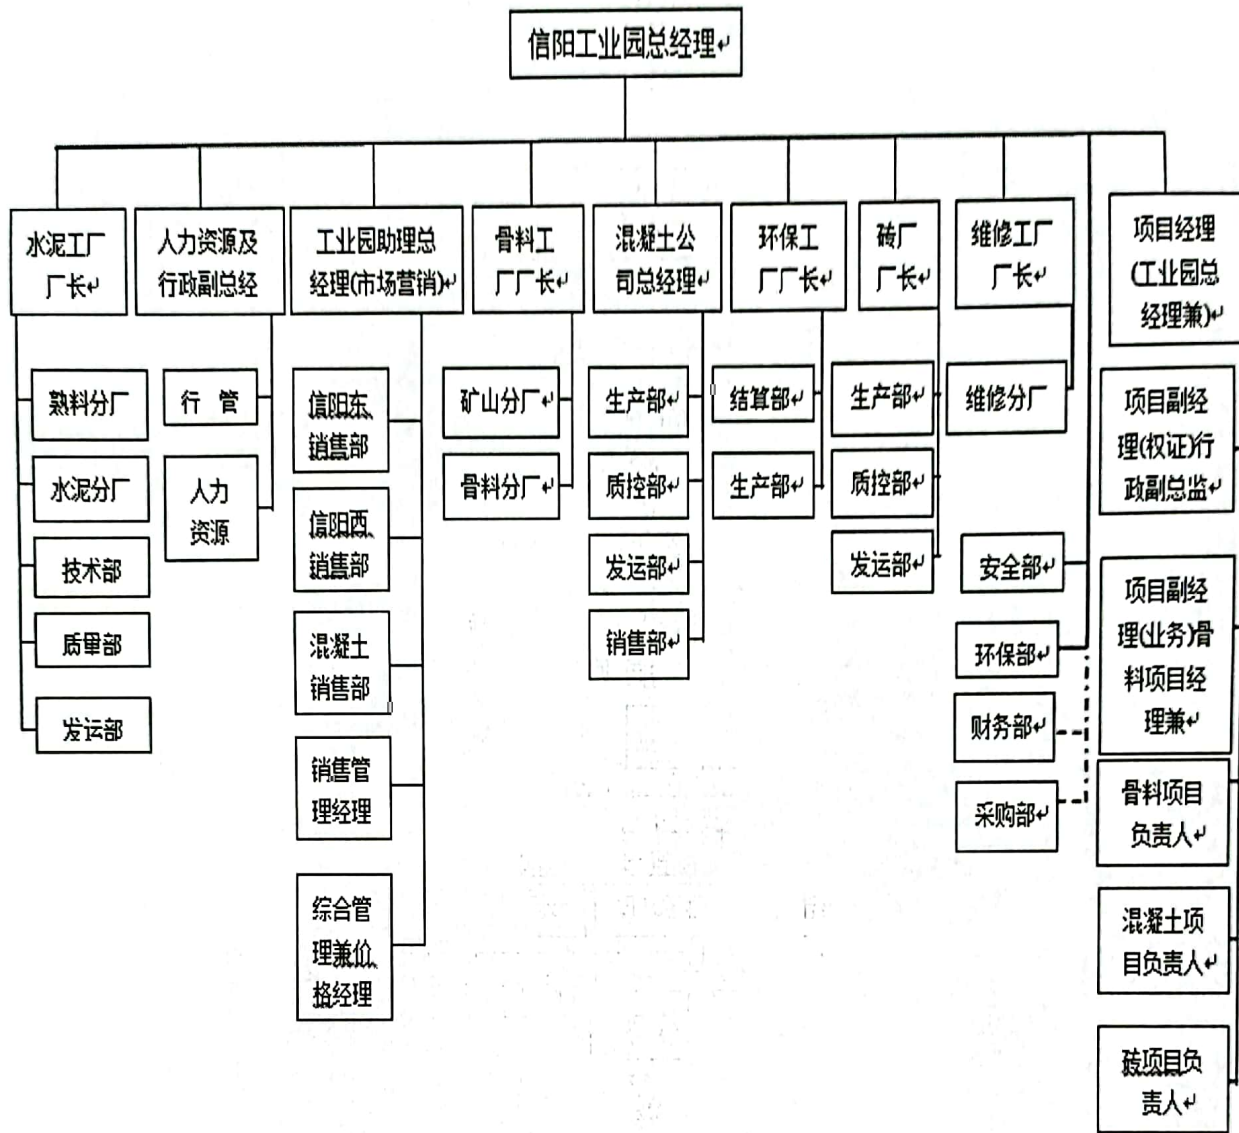 信阳工业园总经理
水泥工厂
厂长
人力资源及
行政副总经
工业园助理总
经理(市场营销)
骨料工
厂厂长
混凝土公
司总经理
环保工
厂厂长
砖厂
厂长
维修工厂
厂长
项目经理
(工业园总
经理兼)
熟料分厂
水泥分厂
技术部
质量部
发运部
行 管
人力
资源
信阳东
销售部
信阳西
销售部
混凝土
销售部
销售管
理经理
综合管
理兼价
格经理
矿山分厂
骨料分厂
生产部
质控部
发运部
销售部
结算部
生产部
生产部
质控部
发运部
维修分厂
安全部
环保部
财务部
采购部
项目副经
理(权证)行
政副总监
项目副经
理(业务)骨
料项目经
理兼
骨料项目
负责人
混凝土项
目负责人
砖项目负
责人